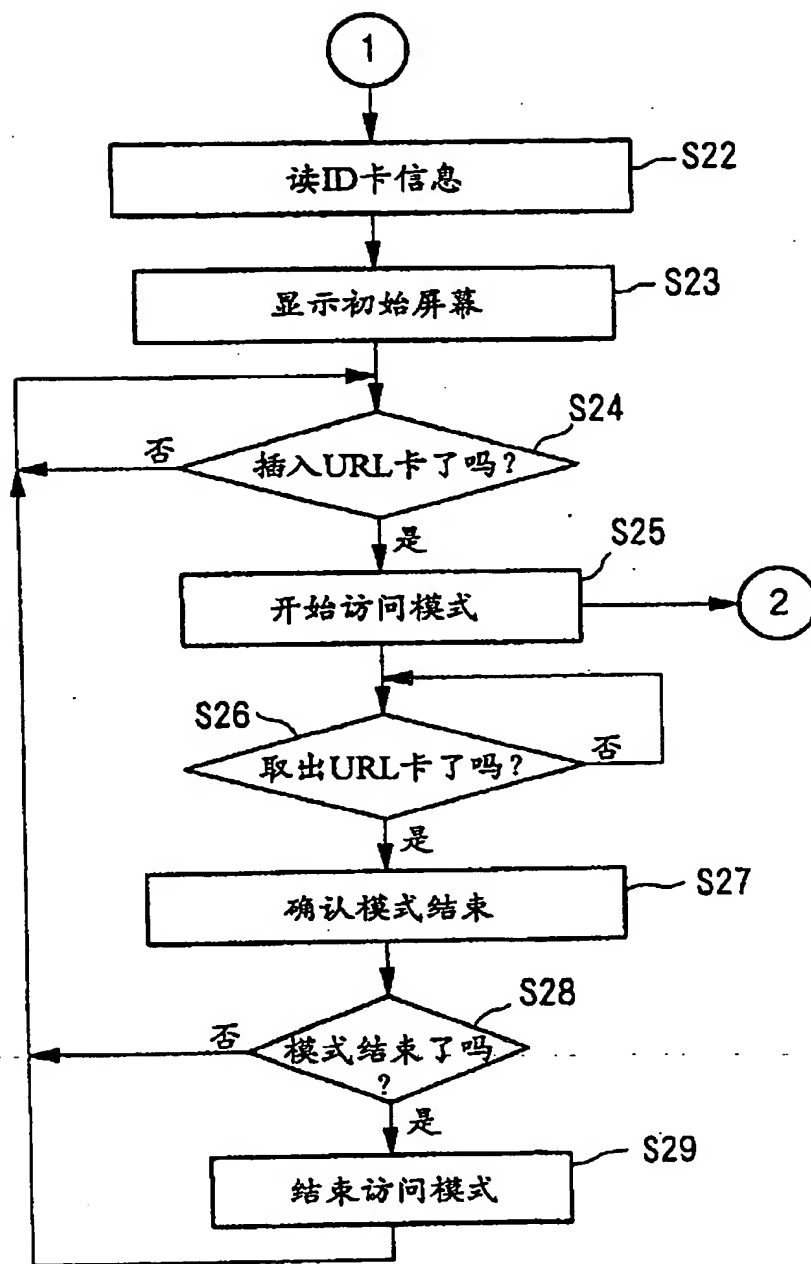 1
S22
读ID卡信息
S23
显示初始屏幕
S24
否
插入URL卡了吗?
是
S25
开始访问模式
2
S26
取出URL卡了吗?
否
是
S27
确认模式结束
S28
否
模式结束了吗
?
是
S29
结束访问模式